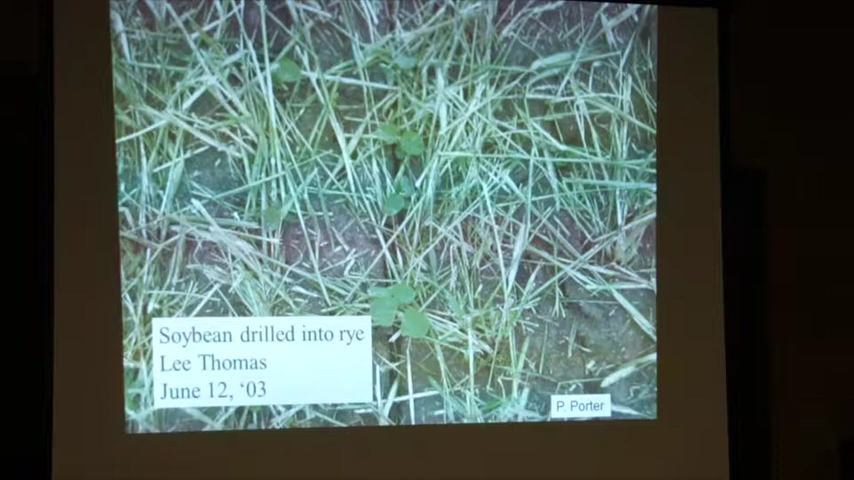 Soybean drilled into rye
Lee Thomas
June 12, ‘03
P. Porter